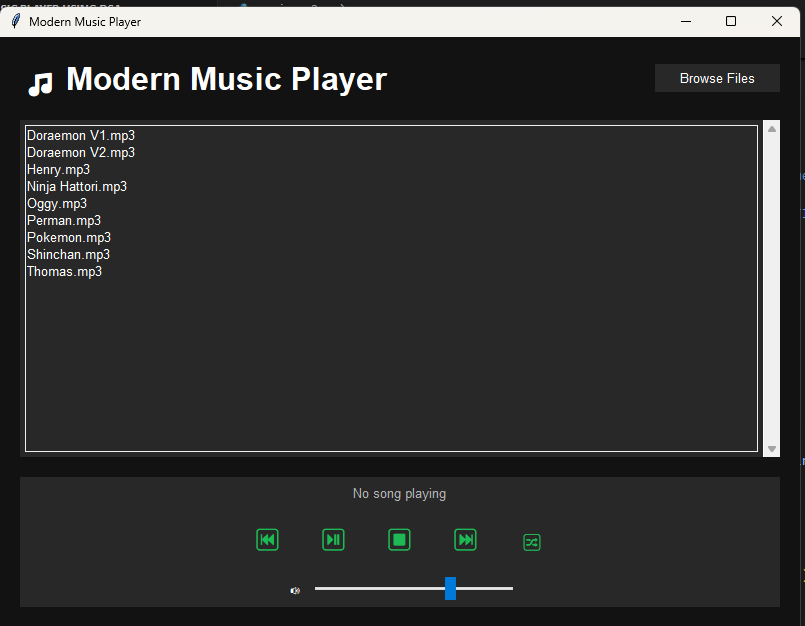 Modern Music Player
Modern Music Player
Browse Files
Doraemon V1.mp3
Doraemon V2.mp3
Henry.mp3
Ninja Hattori.mp3
Oggy.mp3
Perman.mp3
Pokemon.mp3
Shinchan.mp3
Thomas.mp3
No song playing